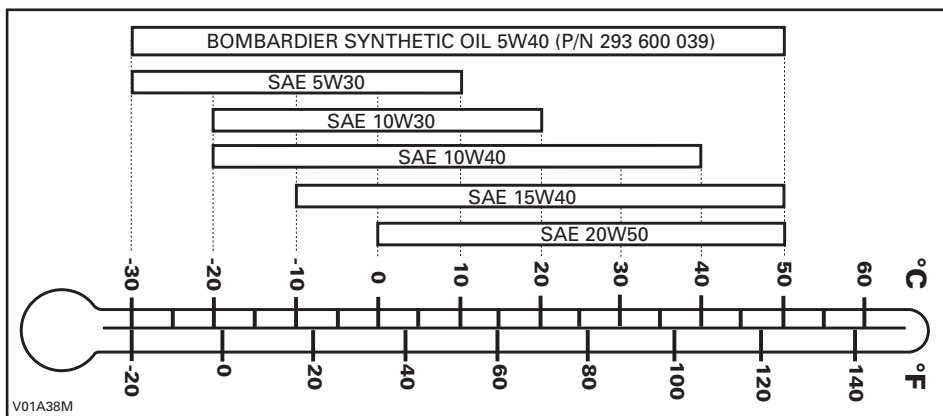 BOMBARDIER SYNTHETIC OIL 5W40 (P/N 293 600 039)
SAE 5W30
SAE 10W30
SAE 10W40
SAE 15W40
SAE 20W50
-30 -20 -10 0 10 20 30 40 50 60 °C
-20 0 20 40 60 80 100 120 140 °F
V01A38M